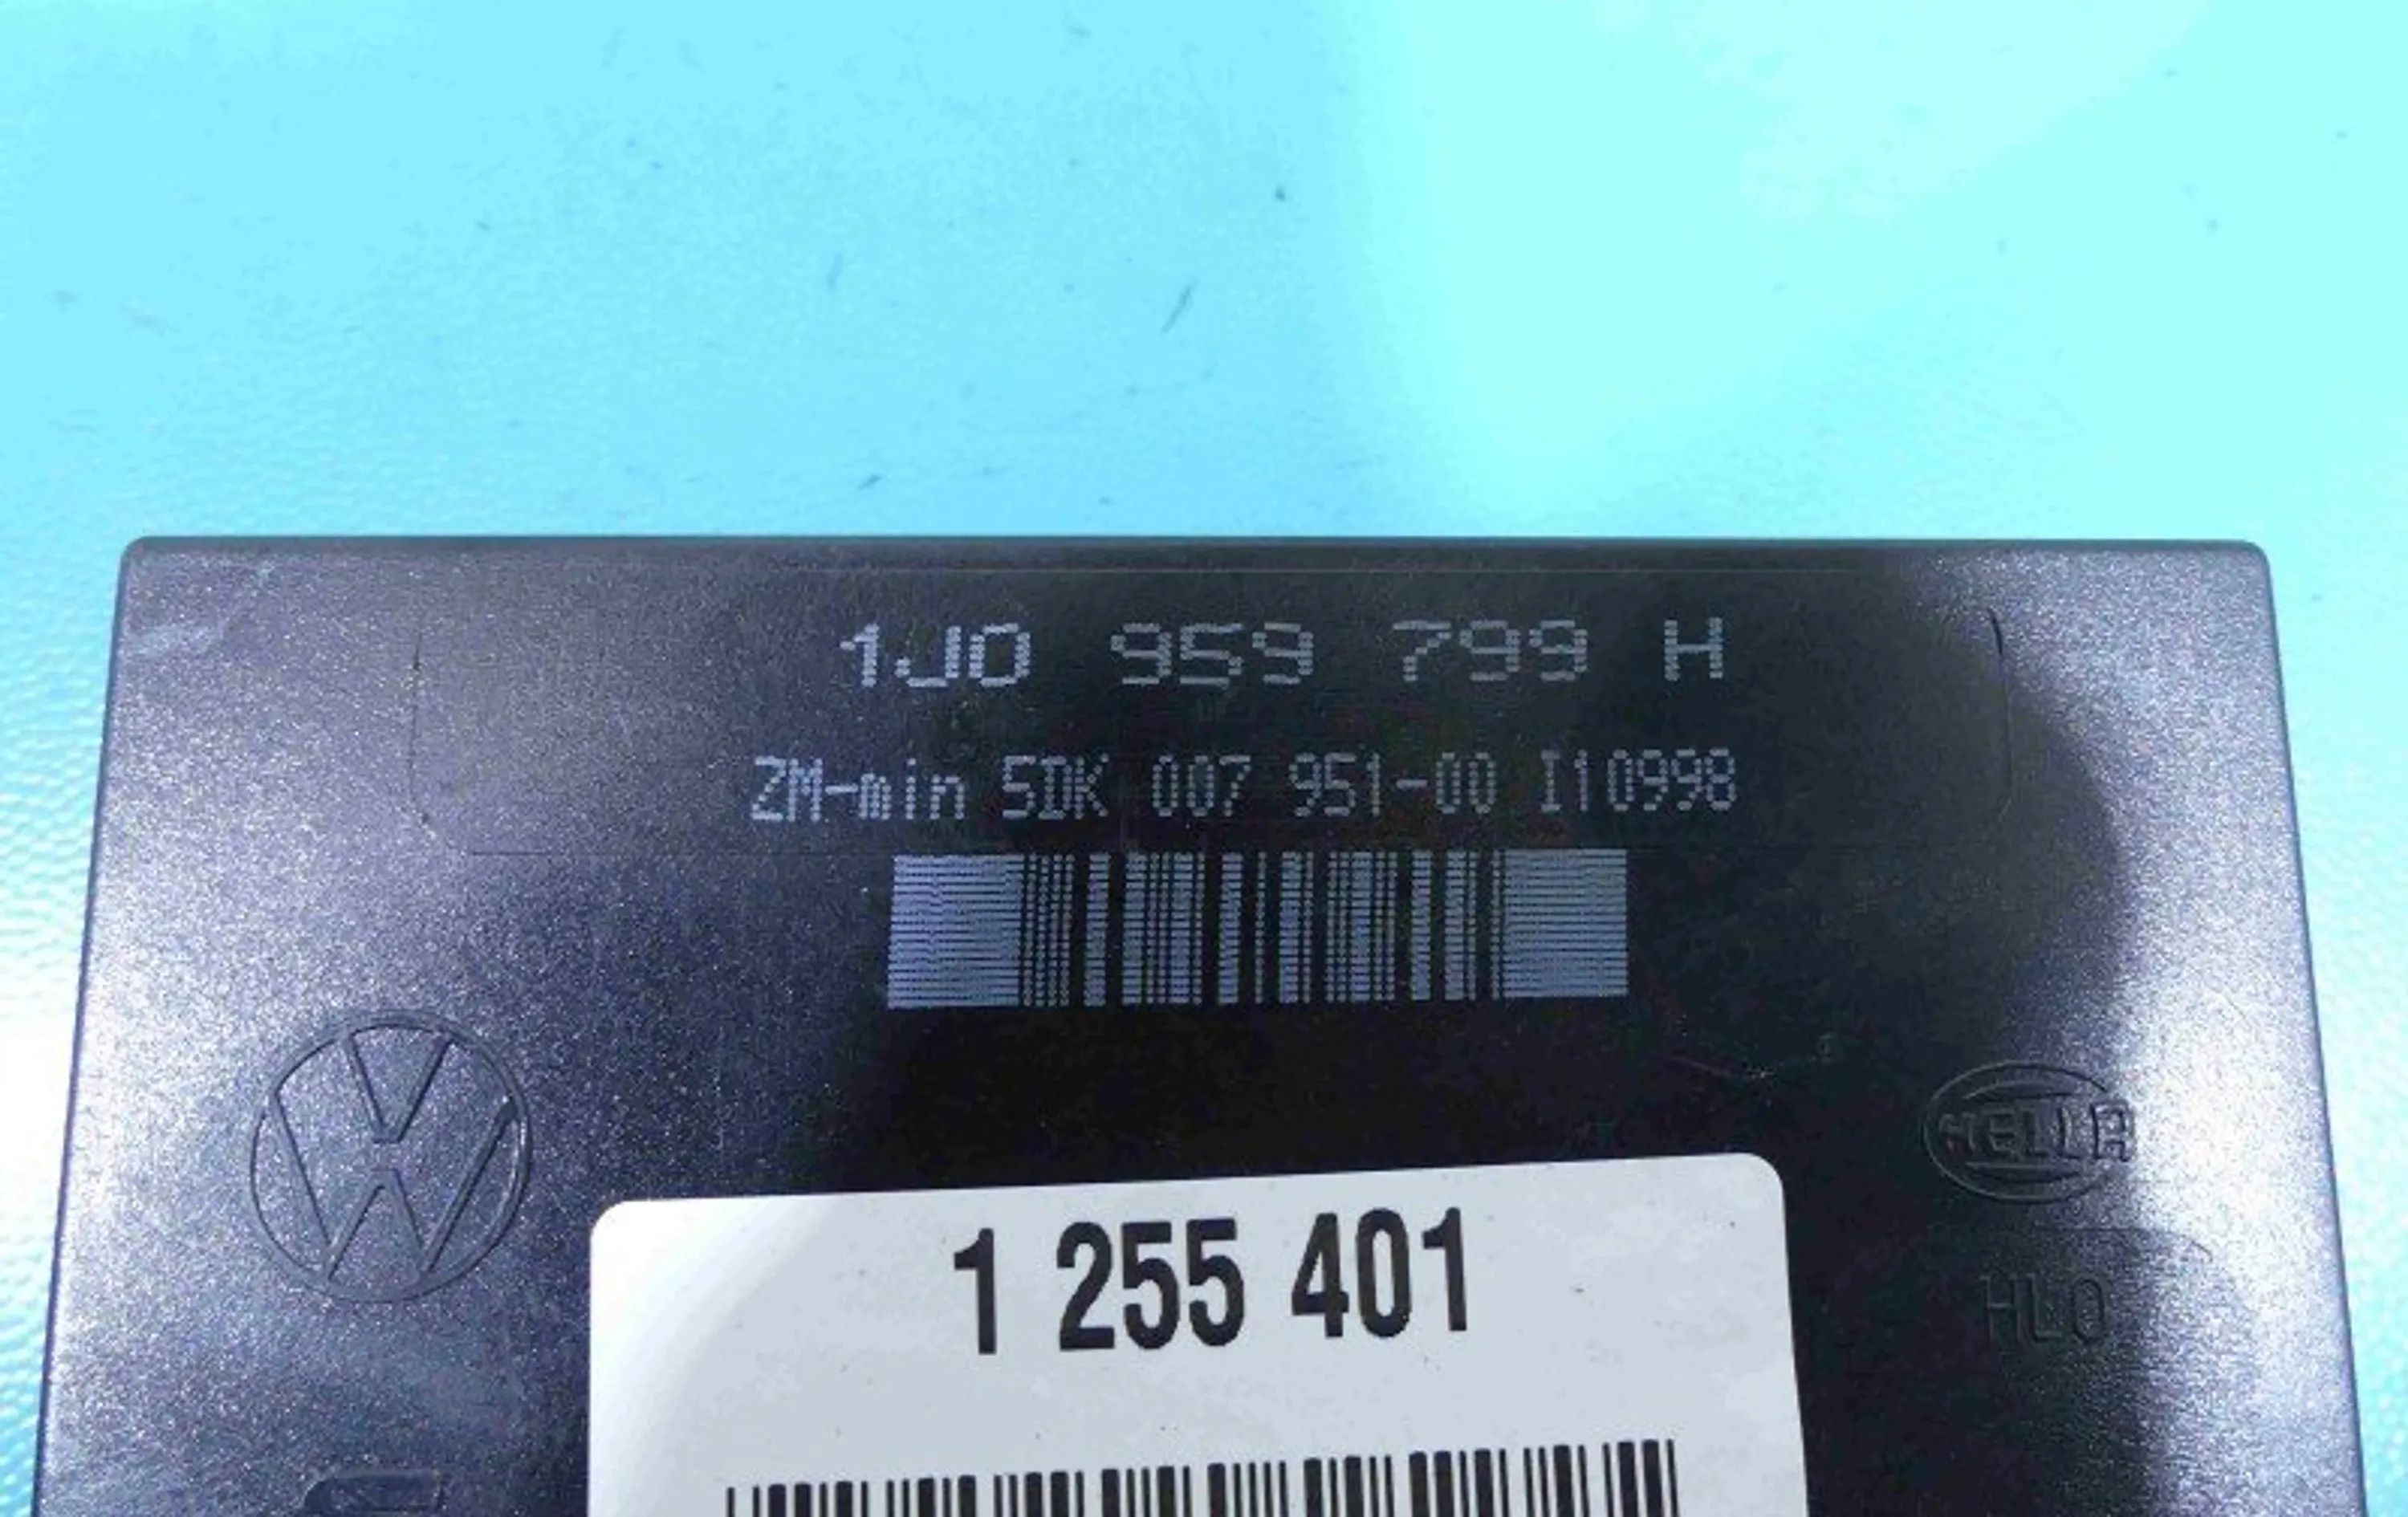 1J0 959 799 H
ZM-min 5DK 007 951-00 I10998
HELLA
HLO
1 255 401